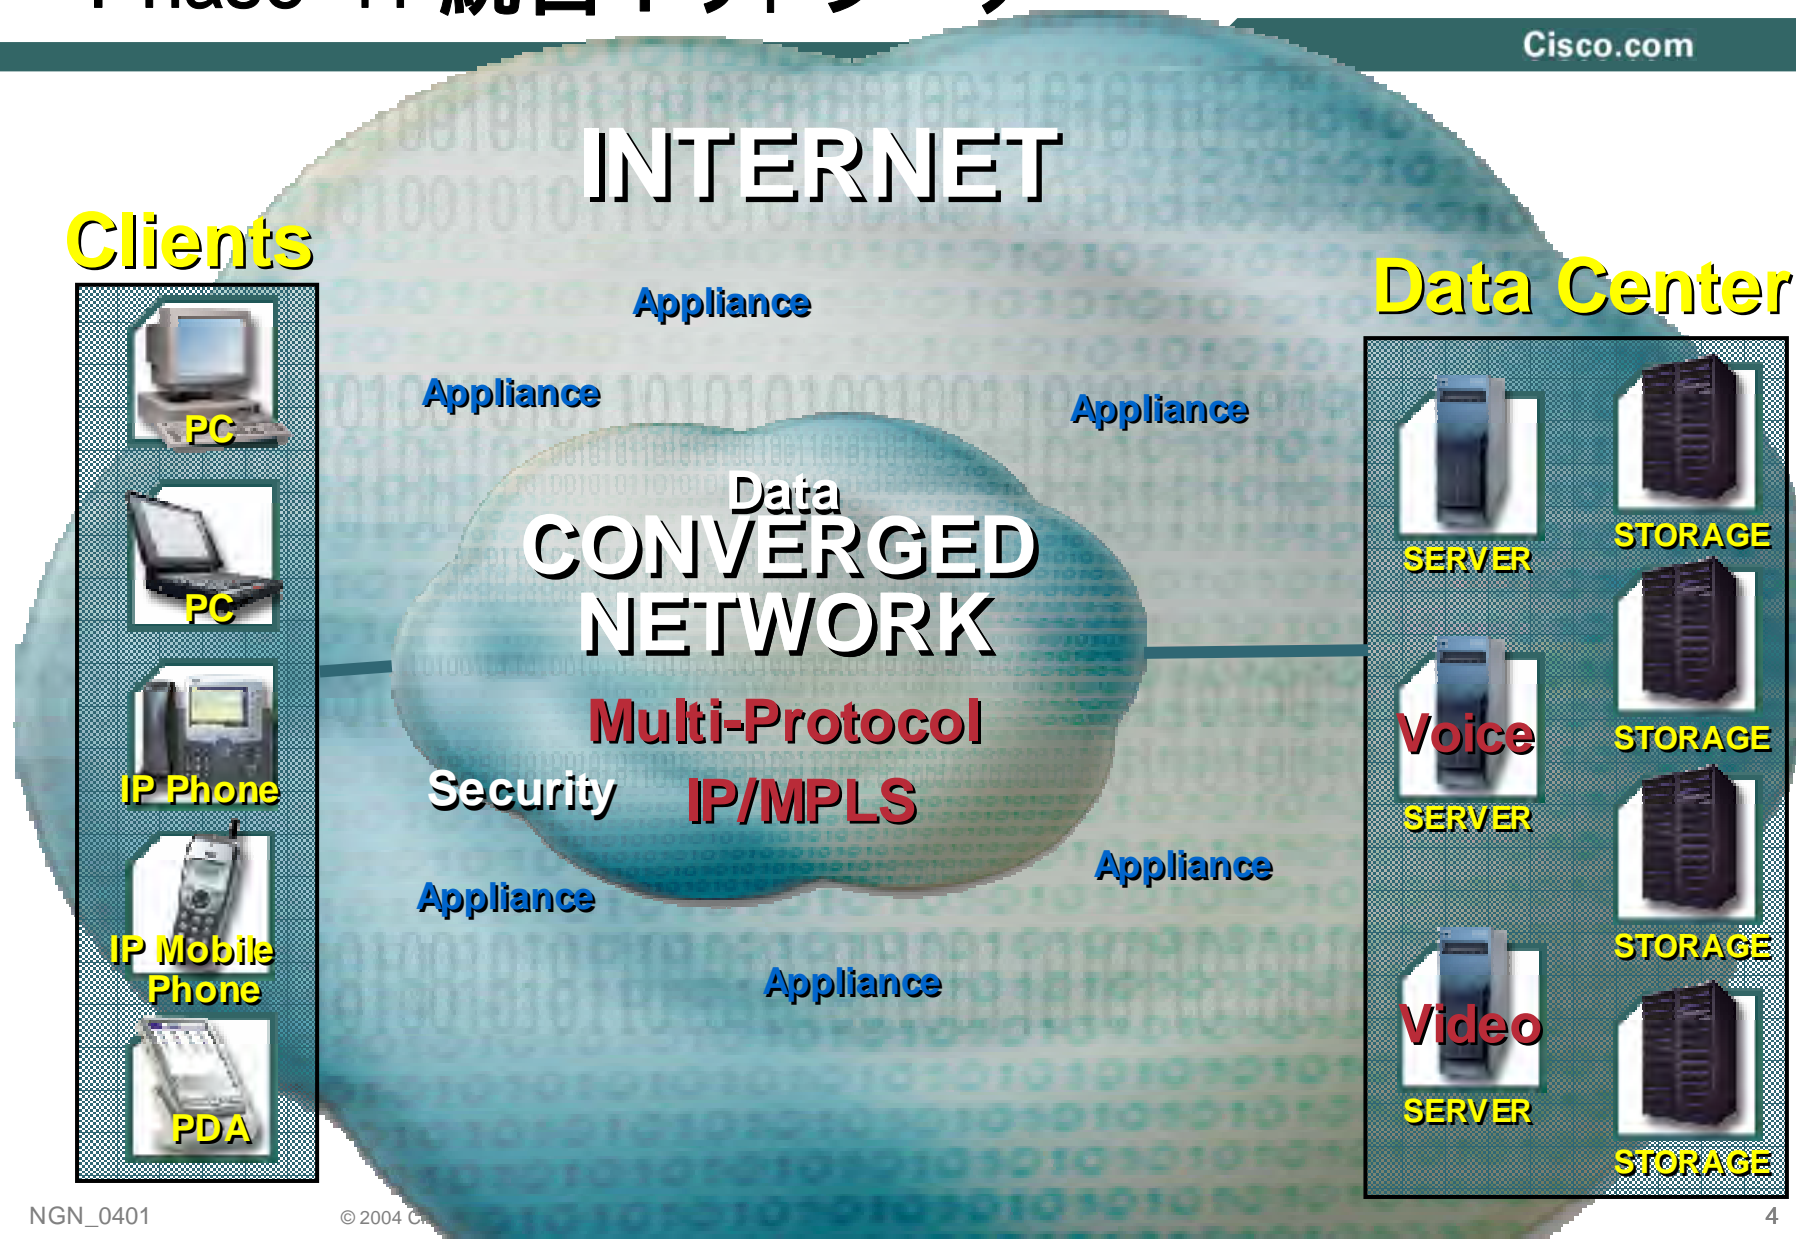 Cisco.com
INTERNET
Clients
Data Center
Appliance
Appliance
Appliance
PC
Data
CONVERGED
NETWORK
STORAGE
SERVER
PC
Multi-Protocol
Voice
STORAGE
Security
IP/MPLS
IP Phone
SERVER
Appliance
Appliance
IP Mobile
Phone
STORAGE
Appliance
Video
SERVER
PDA
STORAGE
NGN_0401
© 2004
4